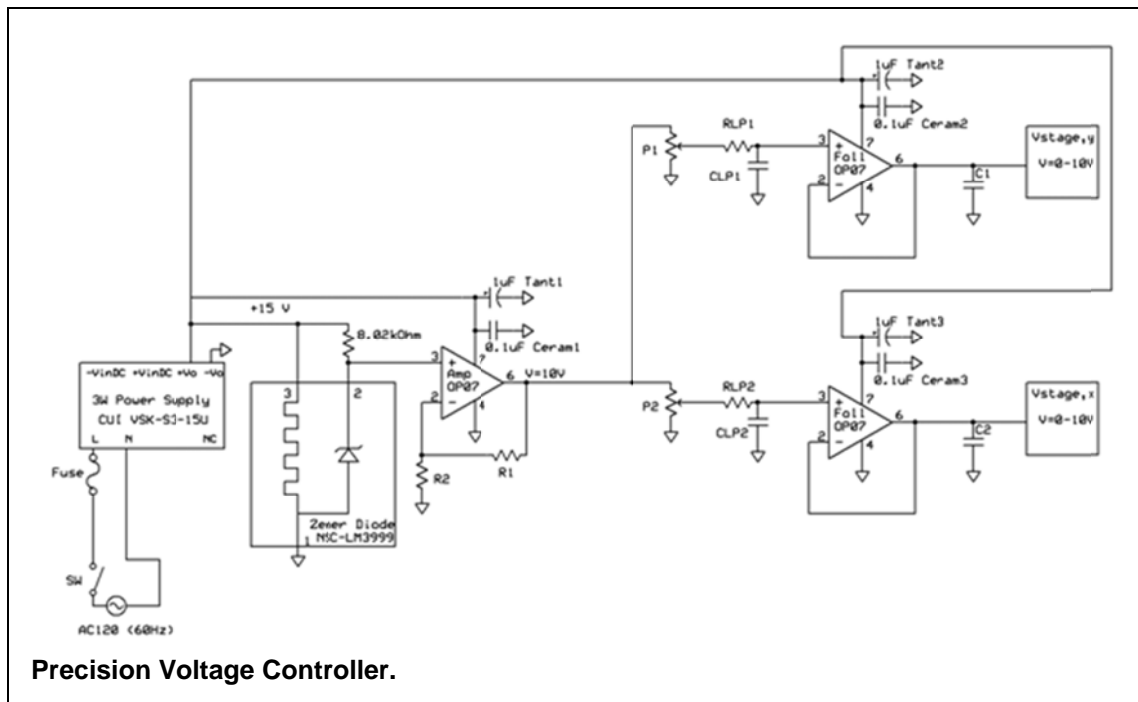 1uF Tant2
0.1uF Ceram2
RLP1
P1
CLP1
3
+
7
Foll
OP07
6
2
-
4
C1
Vstage,y
V=0-10V
1uF Tant1
+15 V
8.02kOhm
0.1uF Ceram1
3
+
7
Amp
OP07
6
V=10V
2
-
4
R1
R2
-VinDC +VinDC +Vo -Vo
3W Power Supply
CUI VSK-S3-15U
L N NC
Fuse
SW
AC120 (60Hz)
3 2
Zener Diode
NSC-LM3999
1
1uF Tant3
0.1uF Ceram3
RLP2
P2
CLP2
3
+
7
Foll
OP07
6
2
-
4
C2
Vstage,x
V=0-10V
Precision Voltage Controller.